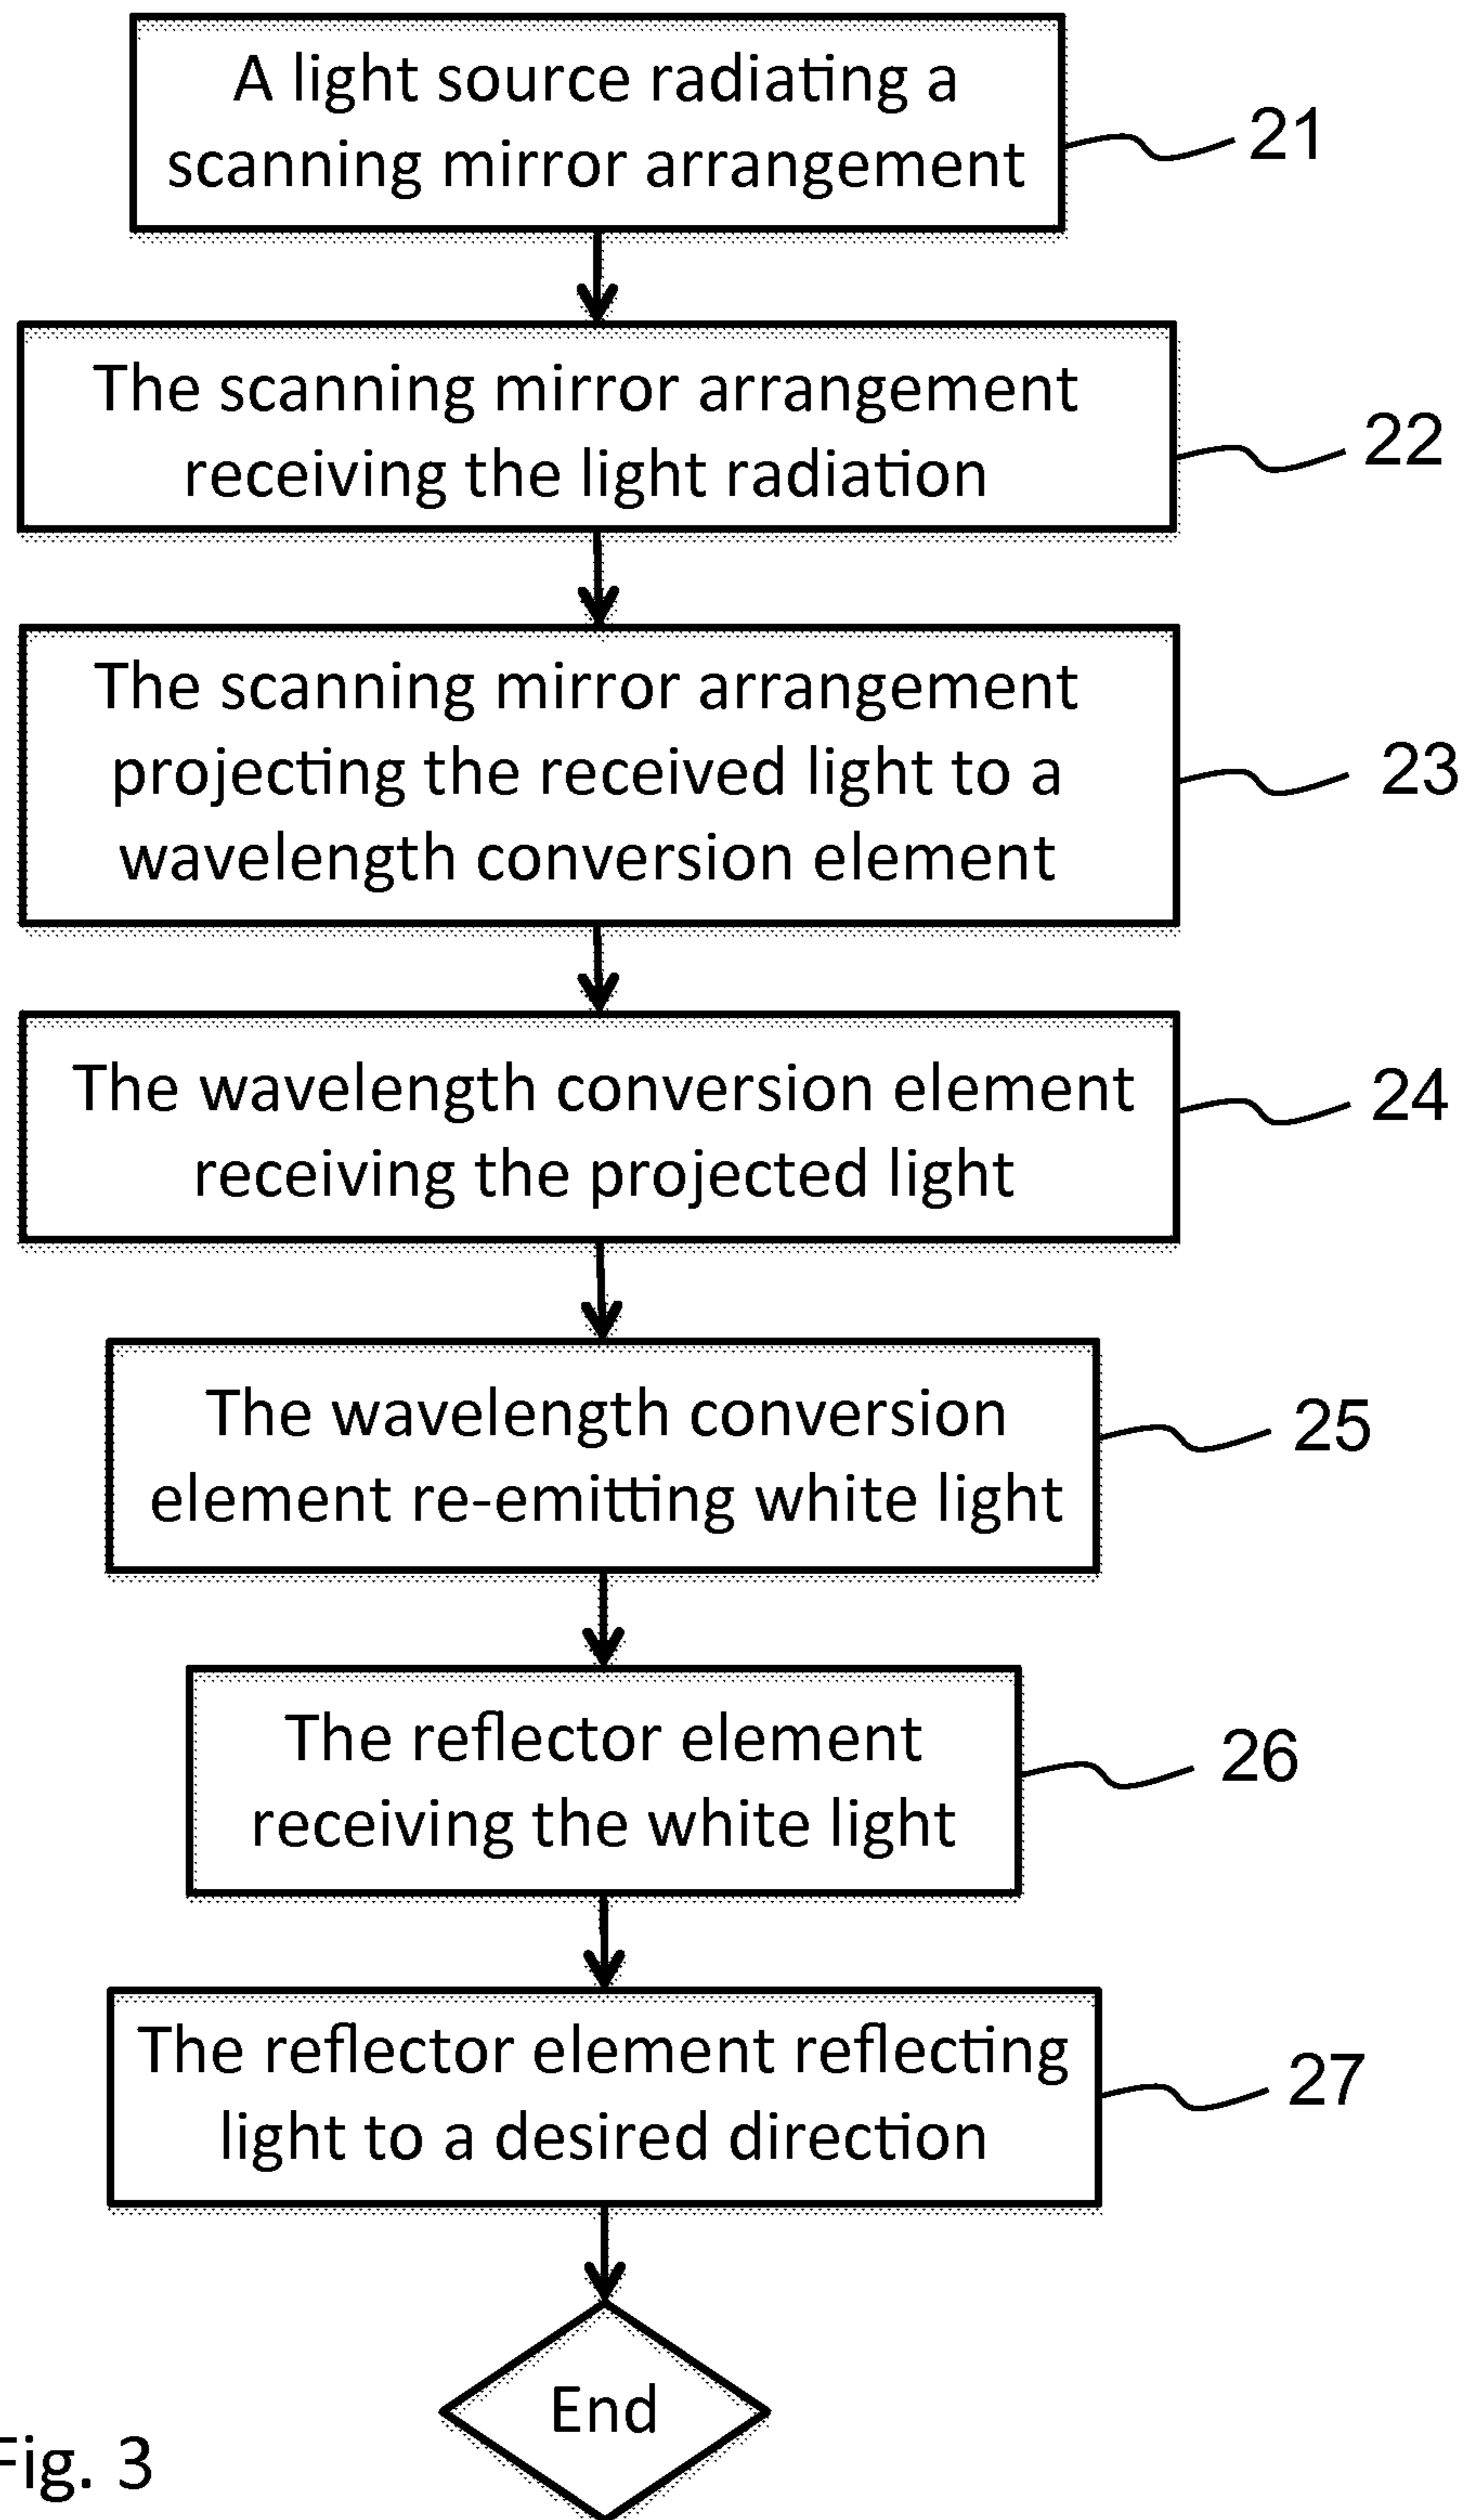 A light source radiating a
scanning mirror arrangement
21
The scanning mirror arrangement
receiving the light radiation
22
The scanning mirror arrangement
projecting the received light to a
wavelength conversion element
23
The wavelength conversion element
receiving the projected light
24
The wavelength conversion
element re-emitting white light
25
The reflector element
receiving the white light
26
The reflector element reflecting
light to a desired direction
27
End
Fig. 3